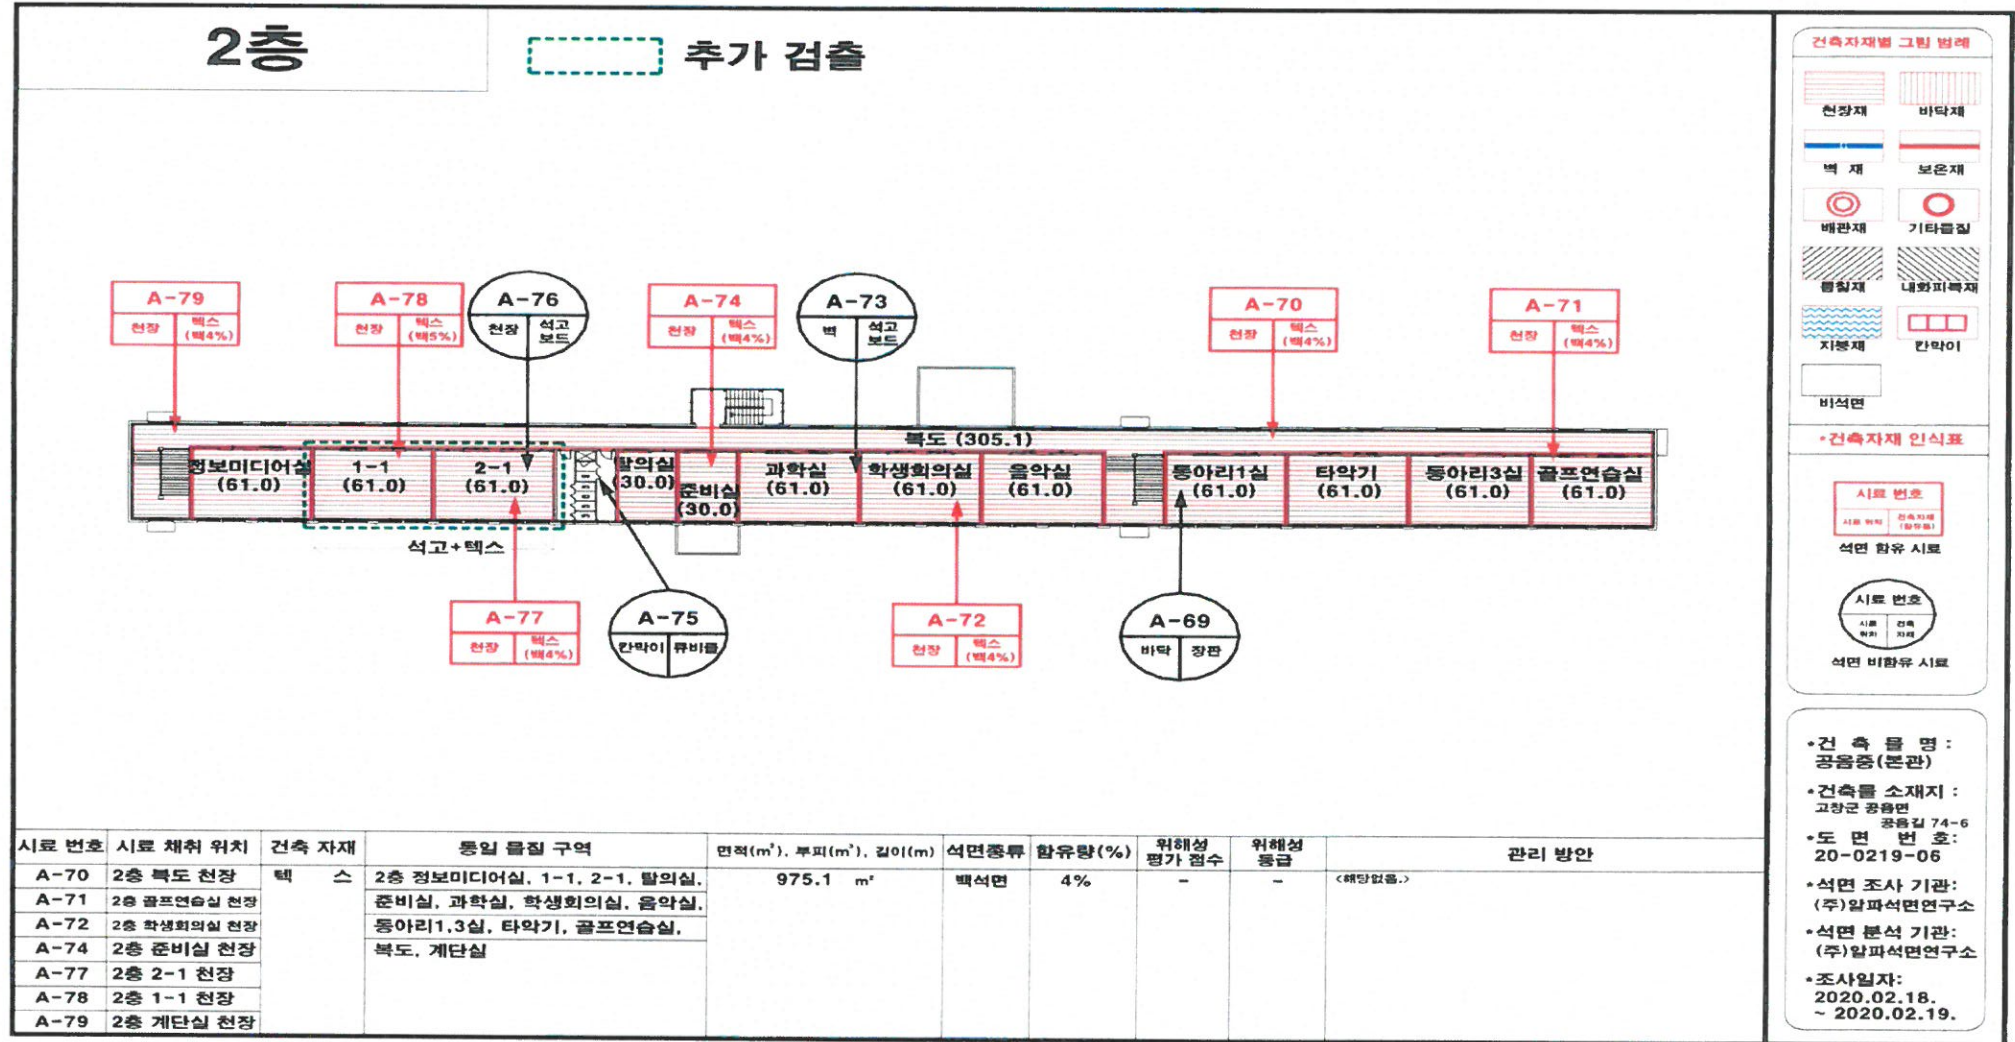 2층
추가 검출
A-79
천장
텍스
(백4%)
A-78
천장
텍스
(백5%)
A-76
천장
석고
보드
A-74
천장
텍스
(백4%)
A-73
벽
석고
보드
A-70
천장
텍스
(백4%)
A-71
천장
텍스
(백4%)
복도 (305.1)
정보미디어실
(61.0)
1-1
(61.0)
2-1
(61.0)
탈의실
(30.0)
준비실
(30.0)
과학실
(61.0)
학생회의실
(61.0)
음악실
(61.0)
동아리1실
(61.0)
타악기
(61.0)
동아리3실
(61.0)
골프연습실
(61.0)
석고+텍스
A-77
천장
텍스
(백4%)
A-75
칸막이
큐비클
A-72
천장
텍스
(백4%)
A-69
바닥
장판
시료 번호 시료 채취 위치 건축 자재 동일 물질 구역 면적(㎡), 부피(㎥), 길이(m) 석면종류 함유량(%) 위해성 평가 점수 위해성 등급 관리 방안
A-70 2층 복도 천장 텍 스 2층 정보미디어실, 1-1, 2-1, 탈의실, 975.1 ㎡ 백석면 4% - - <해당없음.>
A-71 2층 골프연습실 천장 준비실, 과학실, 학생회의실, 음악실,
A-72 2층 학생회의실 천장 동아리1,3실, 타악기, 골프연습실,
A-74 2층 준비실 천장 복도, 계단실
A-77 2층 2-1 천장
A-78 2층 1-1 천장
A-79 2층 계단실 천장
건축자재별 그림 범례
천장재 바닥재
벽 재 보온재
배관재 기타물질
뿜칠재 내화피복재
지붕재 칸막이
비석면
*건축자재 인식표
시료 번호
시료 위치
건축자재
(함유율)
석면 함유 시료
시료 번호
시료
위치
건축
자재
석면 비함유 시료
*건 축 물 명 :
공음중(본관)
*건축물 소재지 :
고창군 공음면
공음길 74-6
*도 면 번 호:
20-0219-06
*석면 조사 기관:
(주)알파석면연구소
*석면 분석 기관:
(주)알파석면연구소
*조사일자:
2020.02.18.
~ 2020.02.19.